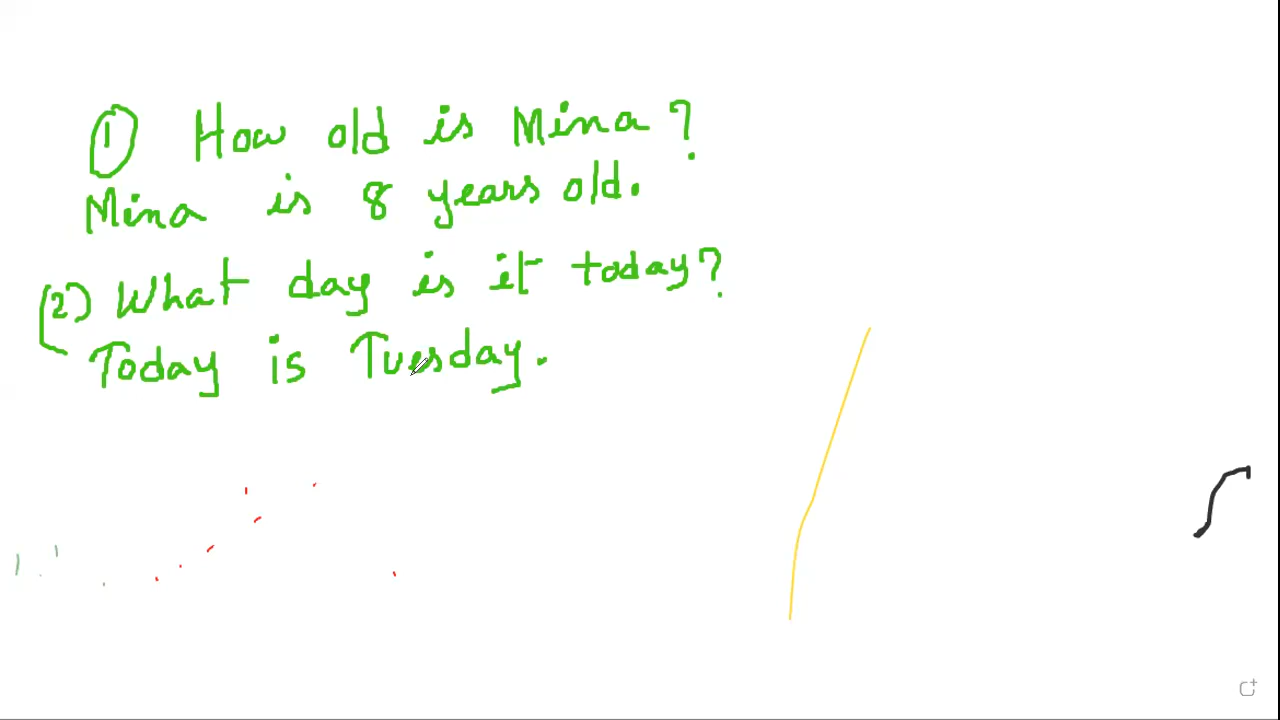 ① How old is Mina?
Mina is 8 years old.
(2) What day is it today?
Today is Tuesday.